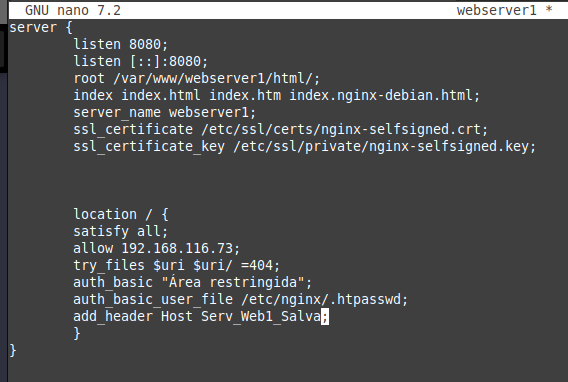 GNU nano 7.2 webserver1 *
server {
listen 8080;
listen [::]:8080;
root /var/www/webserver1/html/;
index index.html index.htm index.nginx-debian.html;
server_name webserver1;
ssl_certificate /etc/ssl/certs/nginx-selfsigned.crt;
ssl_certificate_key /etc/ssl/private/nginx-selfsigned.key;
location / {
satisfy all;
allow 192.168.116.73;
try_files $uri $uri/ =404;
auth_basic "Área restringida";
auth_basic_user_file /etc/nginx/.htpasswd;
add_header Host Serv_Web1_Salva;
}
}